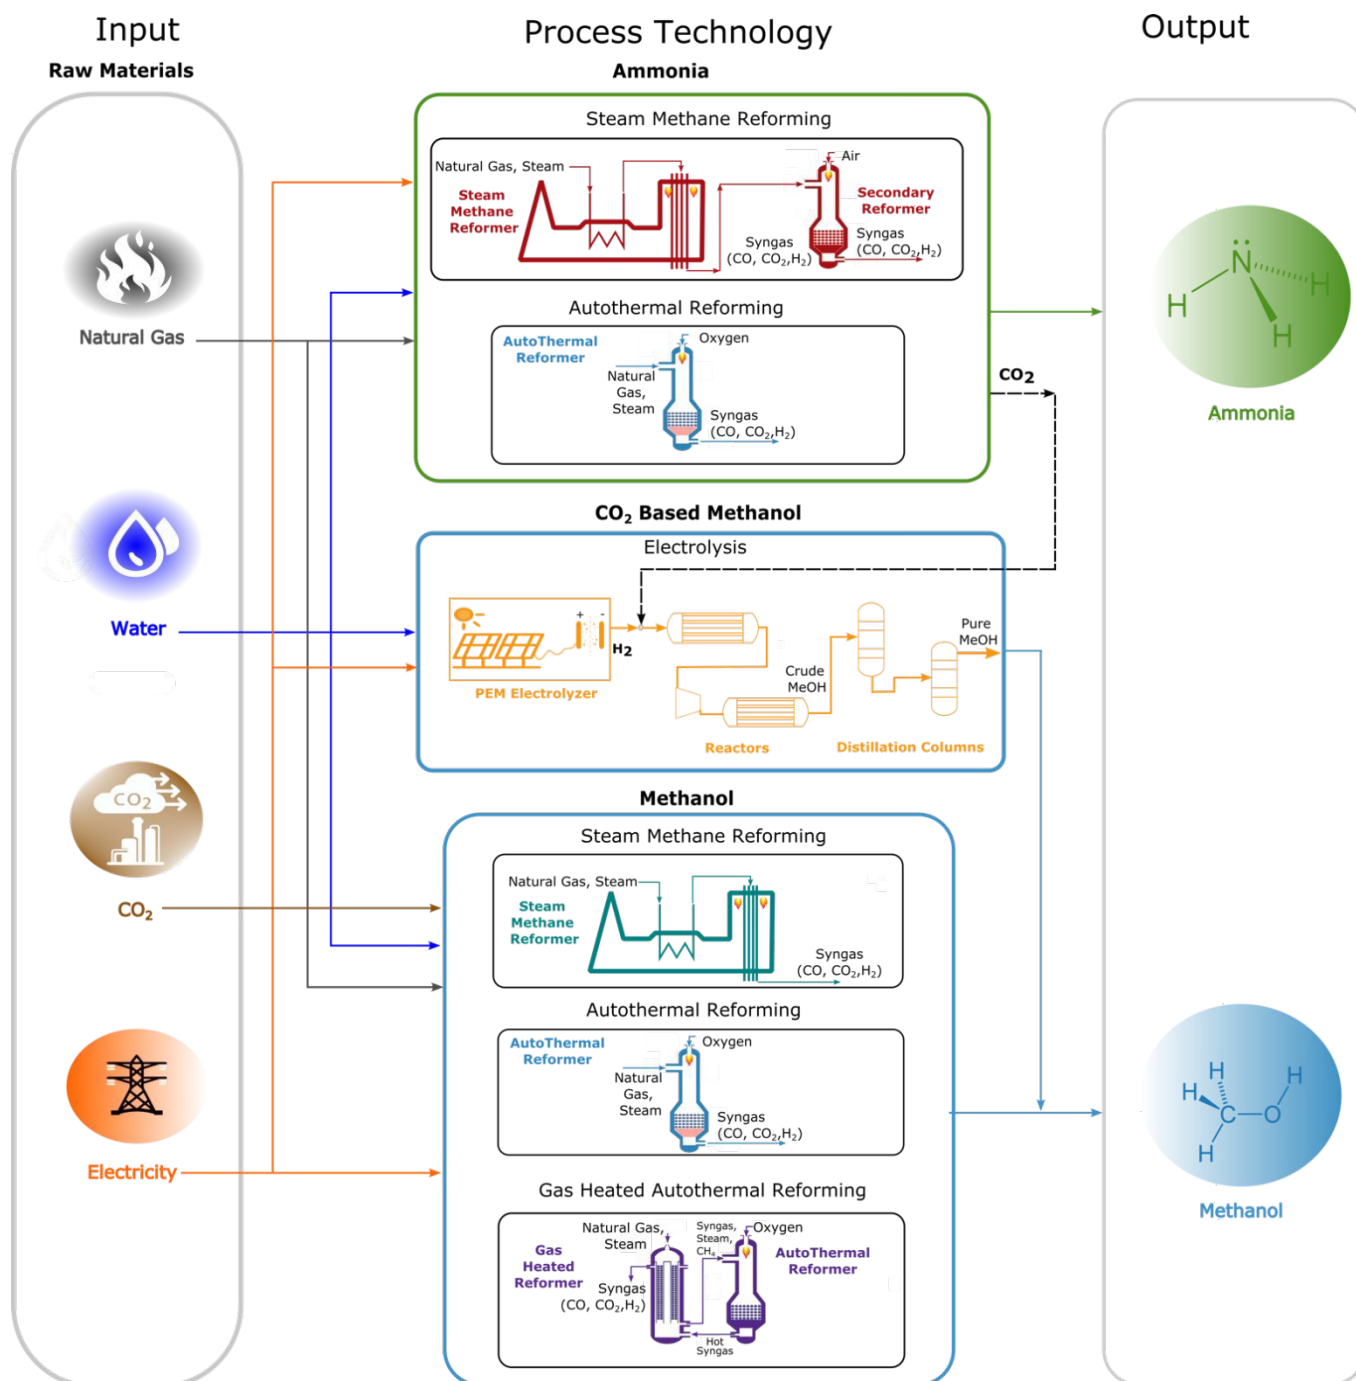 Input
Process Technology
Output
Raw Materials
Ammonia
Steam Methane Reforming
Natural Gas, Steam
Air
Steam
Methane
Reformer
Secondary
Reformer
Syngas
(CO, CO₂,H₂)
Syngas
(CO, CO₂,H₂)
Autothermal Reforming
AutoThermal
Reformer
Oxygen
Natural
Gas,
Steam
Syngas
(CO, CO₂,H₂)
Natural Gas
CO₂
N
H
H
H
Ammonia
CO₂ Based Methanol
Electrolysis
+ -
H₂
PEM Electrolyzer
Crude
MeOH
Pure
MeOH
Reactors
Distillation Columns
Water
CO₂
CO₂
Methanol
Steam Methane Reforming
Natural Gas, Steam
Steam
Methane
Reformer
Syngas
(CO, CO₂,H₂)
Autothermal Reforming
AutoThermal
Reformer
Oxygen
Natural
Gas,
Steam
Syngas
(CO, CO₂,H₂)
Electricity
Gas Heated Autothermal Reforming
Natural Gas,
Steam
Syngas,
Steam,
CH₄
Oxygen
Gas
Heated
Reformer
AutoThermal
Reformer
Syngas
(CO, CO₂,H₂)
Hot
Syngas
H
H
H
C
O
H
Methanol